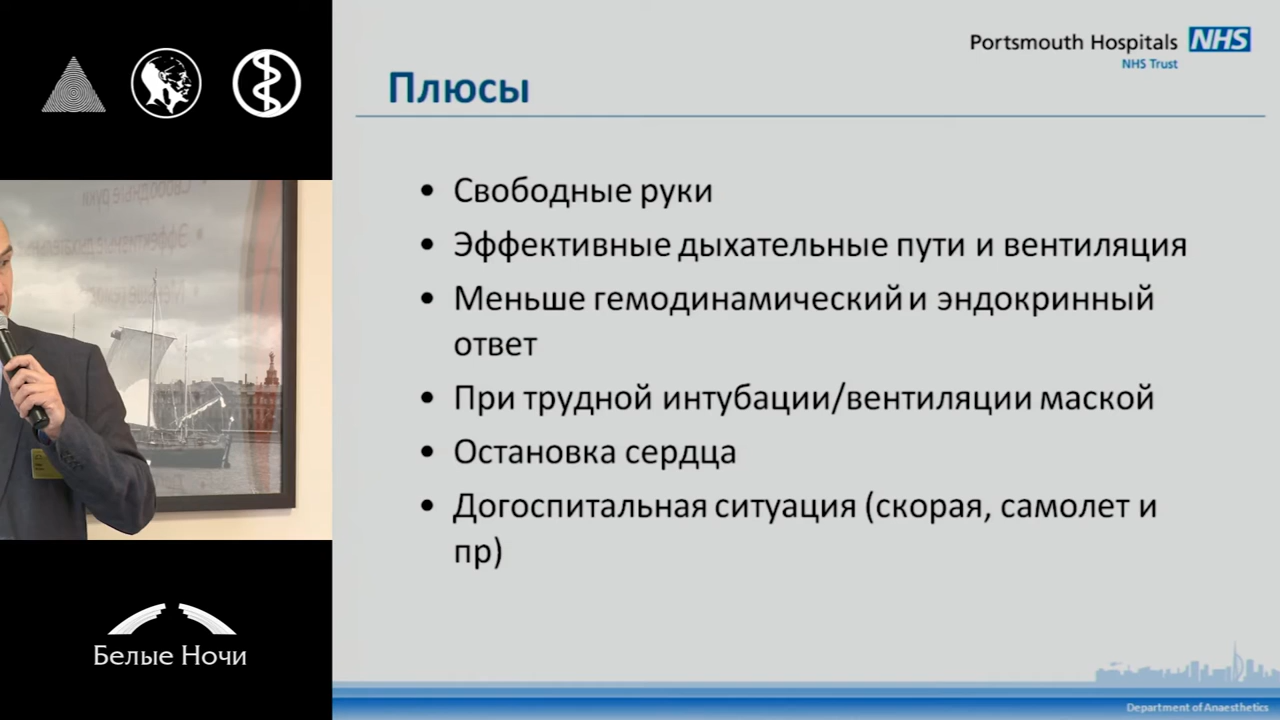 Portsmouth Hospitals NHS
NHS Trust
Плюсы
• Свободные руки
• Эффективные дыхательные пути и вентиляция
• Меньше гемодинамический и эндокринный
ответ
• При трудной интубации/вентиляции маской
• Остановка сердца
• Догоспитальная ситуация (скорая, самолет и
пр)
Белые Ночи
Department of Anaesthetics